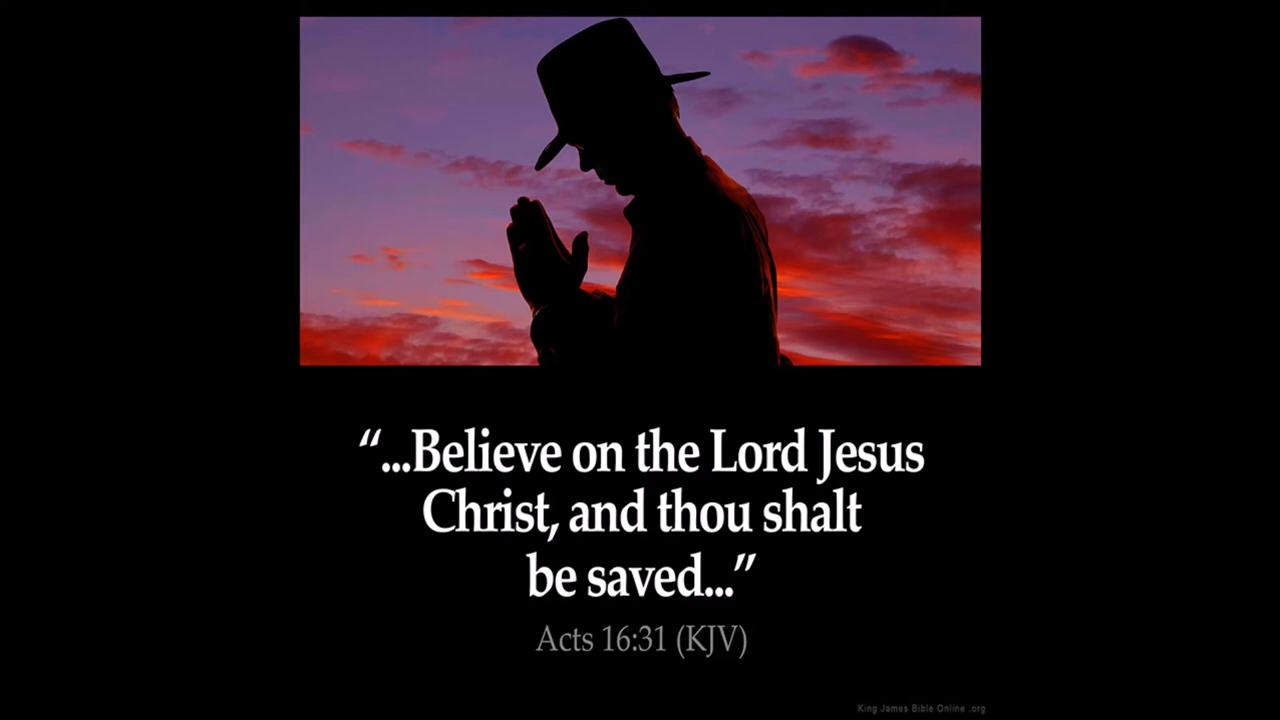 “...Believe on the Lord Jesus
Christ, and thou shalt
be saved...”
Acts 16:31 (KJV)
King James Bible Online .org